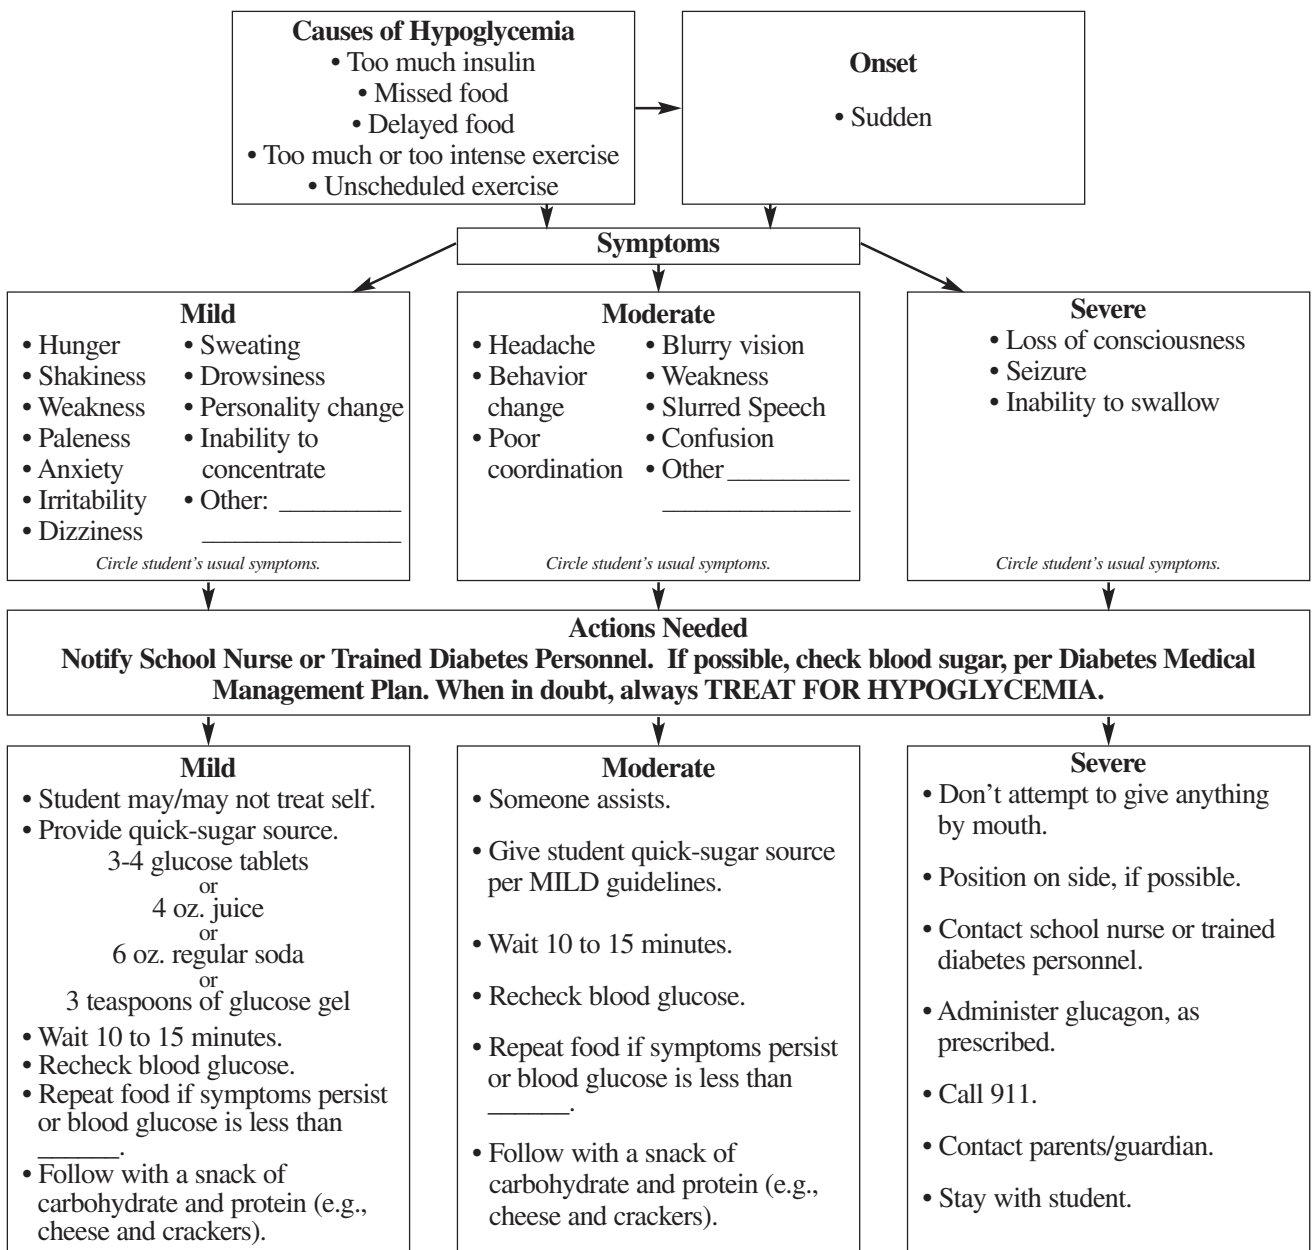 Causes of Hypoglycemia
• Too much insulin
• Missed food
• Delayed food
• Too much or too intense exercise
• Unscheduled exercise
Onset
• Sudden
Symptoms
Mild
• Hunger
• Shakiness
• Weakness
• Paleness
• Anxiety
• Irritability
• Dizziness
• Sweating
• Drowsiness
• Personality change
• Inability to
concentrate
• Other: __________
________________
Circle student's usual symptoms.
Moderate
• Headache
• Behavior
change
• Poor
coordination
• Blurry vision
• Weakness
• Slurred Speech
• Confusion
• Other __________
_______________
Circle student's usual symptoms.
Severe
• Loss of consciousness
• Seizure
• Inability to swallow
Circle student's usual symptoms.
Actions Needed
Notify School Nurse or Trained Diabetes Personnel. If possible, check blood sugar, per Diabetes Medical
Management Plan. When in doubt, always TREAT FOR HYPOGLYCEMIA.
Mild
• Student may/may not treat self.
• Provide quick-sugar source.
3-4 glucose tablets
or
4 oz. juice
or
6 oz. regular soda
or
3 teaspoons of glucose gel
• Wait 10 to 15 minutes.
• Recheck blood glucose.
• Repeat food if symptoms persist
or blood glucose is less than
______.
• Follow with a snack of
carbohydrate and protein (e.g.,
cheese and crackers).
Moderate
• Someone assists.
• Give student quick-sugar source
per MILD guidelines.
• Wait 10 to 15 minutes.
• Recheck blood glucose.
• Repeat food if symptoms persist
or blood glucose is less than
______.
• Follow with a snack of
carbohydrate and protein (e.g.,
cheese and crackers).
Severe
• Don't attempt to give anything
by mouth.
• Position on side, if possible.
• Contact school nurse or trained
diabetes personnel.
• Administer glucagon, as
prescribed.
• Call 911.
• Contact parents/guardian.
• Stay with student.